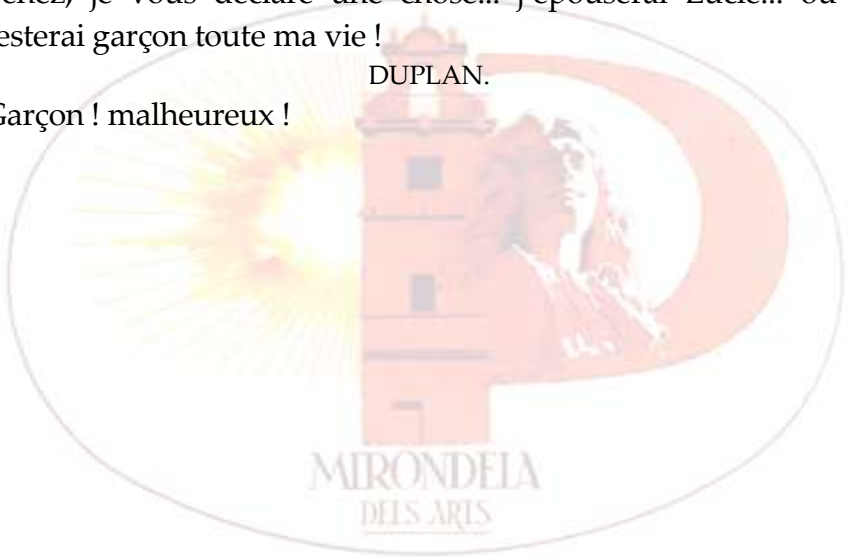 enez, je vous déclare une chose... j'épouserai Lucie... ou
esterai garçon toute ma vie !
DUPLAN.
Garçon ! malheureux !
MIRONDELA
DELS ARTS